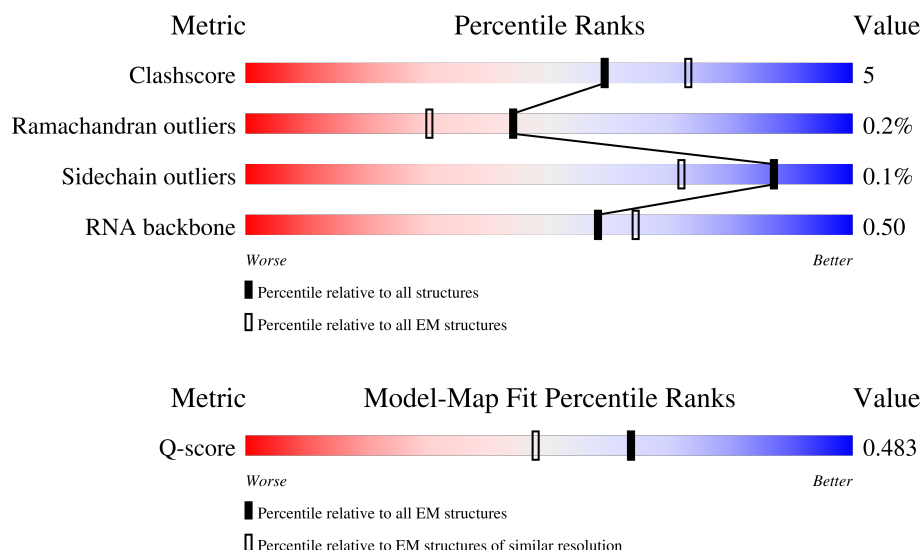 Metric Percentile Ranks Value
Clashscore 5
Ramachandran outliers 0.2%
Sidechain outliers 0.1%
RNA backbone 0.50
Worse Better
Percentile relative to all structures
Percentile relative to all EM structures
Metric Model-Map Fit Percentile Ranks Value
Q-score 0.483
Worse Better
Percentile relative to all EM structures
Percentile relative to EM structures of similar resolution